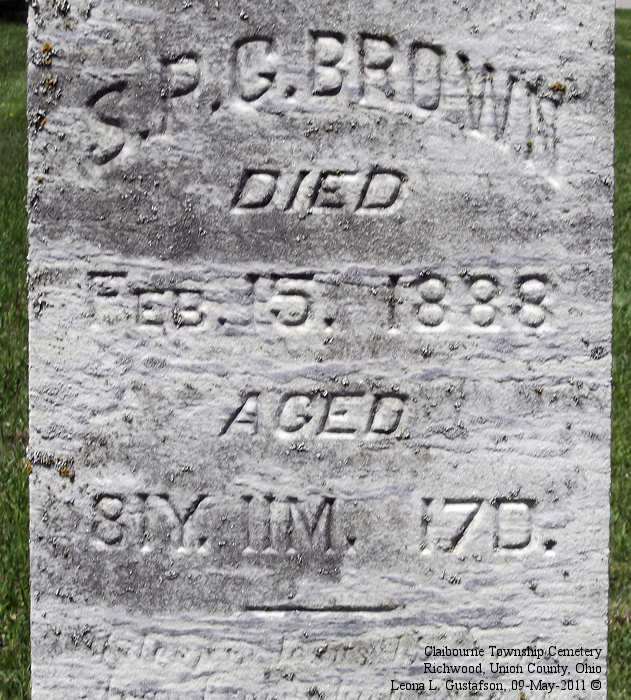 S.P.G. BROWN
DIED
FEB. 15. 1888
AGED
81Y. 11M. 17D.
Claibourne Township Cemetery
Richwood, Union County, Ohio
Leona L. Gustafson, 09-May-2011 ©